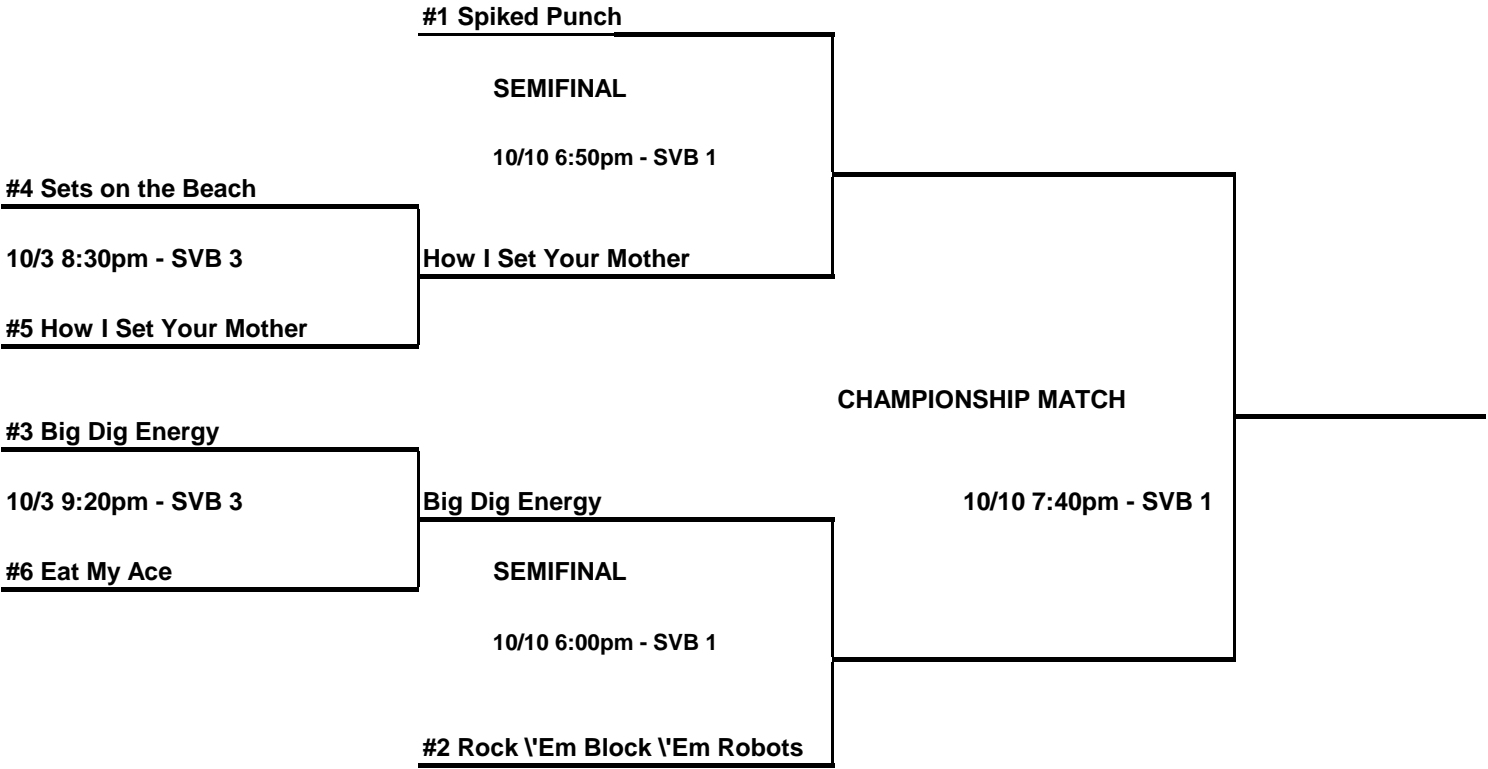 #1 Spiked Punch
SEMIFINAL
10/10 6:50pm - SVB 1
#4 Sets on the Beach
10/3 8:30pm - SVB 3
How I Set Your Mother
#5 How I Set Your Mother
CHAMPIONSHIP MATCH
#3 Big Dig Energy
10/3 9:20pm - SVB 3
Big Dig Energy
10/10 7:40pm - SVB 1
#6 Eat My Ace
SEMIFINAL
10/10 6:00pm - SVB 1
#2 Rock \'Em Block \'Em Robots